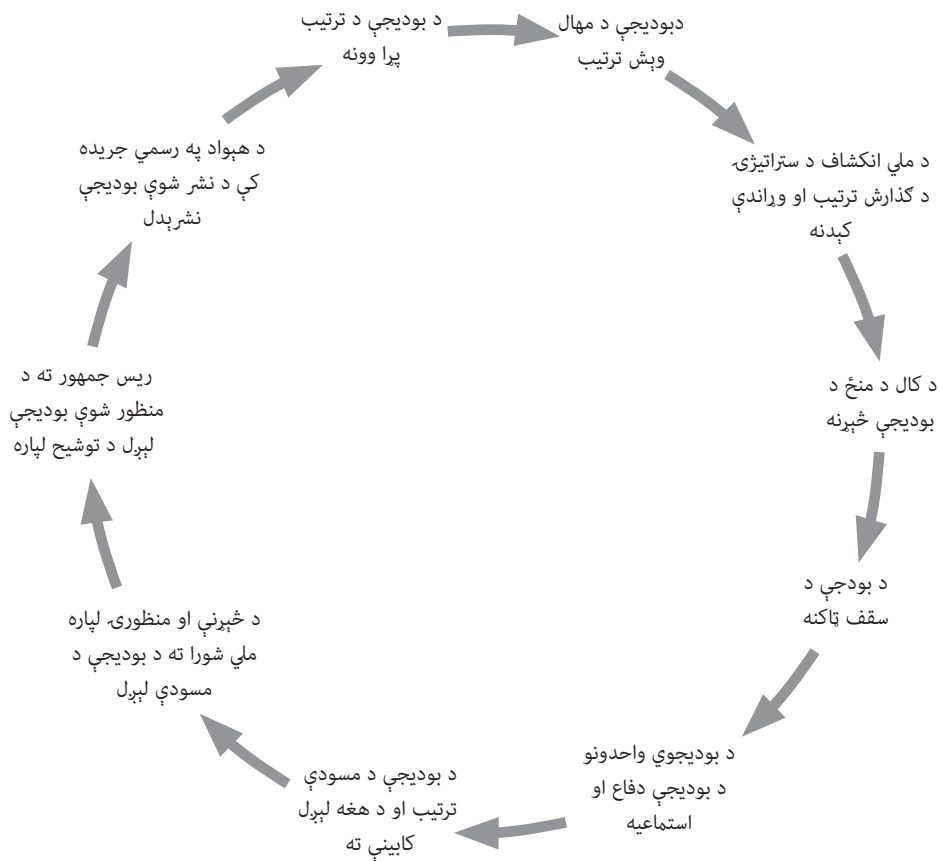 د بودیجې د ترتیب
پړا وونه
دبودیجې د مهال
وېش ترتیب
د ملي انکشاف د ستراتیژۍ
د ګذارش ترتیب او وړاندې
کېدنه
د کال د منځ د
بودیجې څېړنه
د بودجې د
سقف ټاکنه
د بودیجوي واحدونو
د بودیجې دفاع او
استماعیه
د بودیجې د مسودې
ترتیب او د هغه لېږل
کابینې ته
د څېړنې او منظورۍ لپاره
ملي شورا ته د بودیجې د
مسودې لېږل
ریس جمهور ته د
منظور شوې بودیجې
لېږل د توشیح لپاره
د هېواد په رسمي جریده
کې د نشر شوې بودیجې
نشرېدل